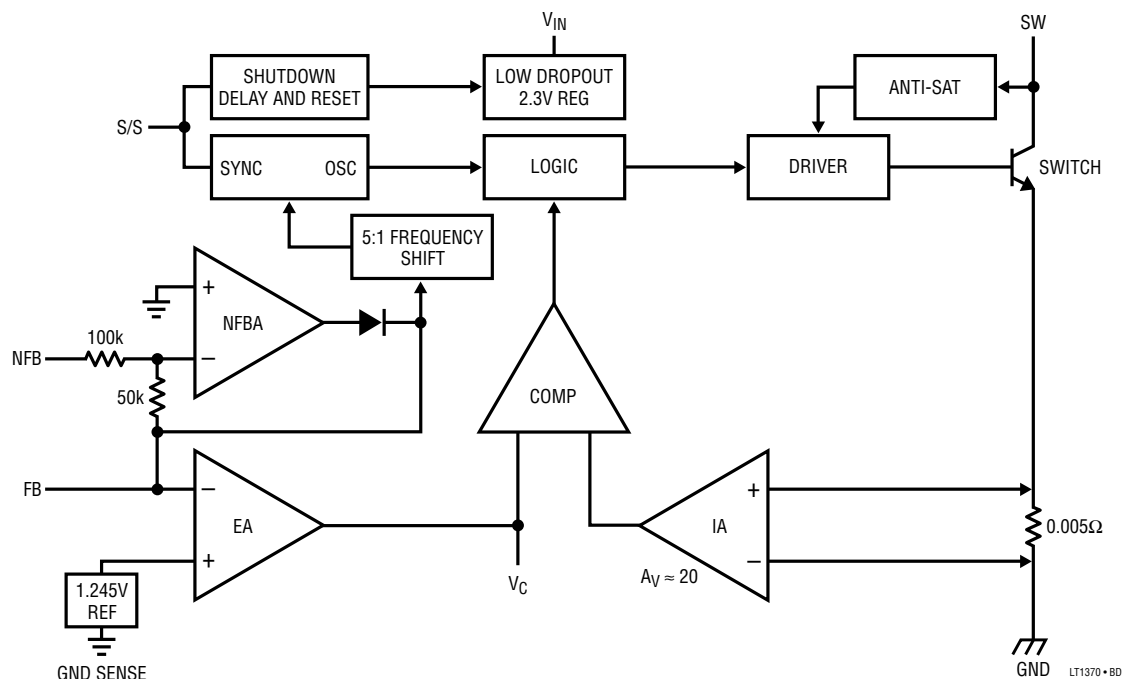 V_IN
SW
SHUTDOWN
DELAY AND RESET
LOW DROPOUT
2.3V REG
ANTI-SAT
S/S
SYNC
OSC
LOGIC
DRIVER
SWITCH
5:1 FREQUENCY
SHIFT
+
NFBA
−
100k
NFB
50k
COMP
FB
−
EA
+
+
IA
−
A_V ≈ 20
0.005Ω
1.245V
REF
V_C
GND SENSE
GND
LT1370 • BD